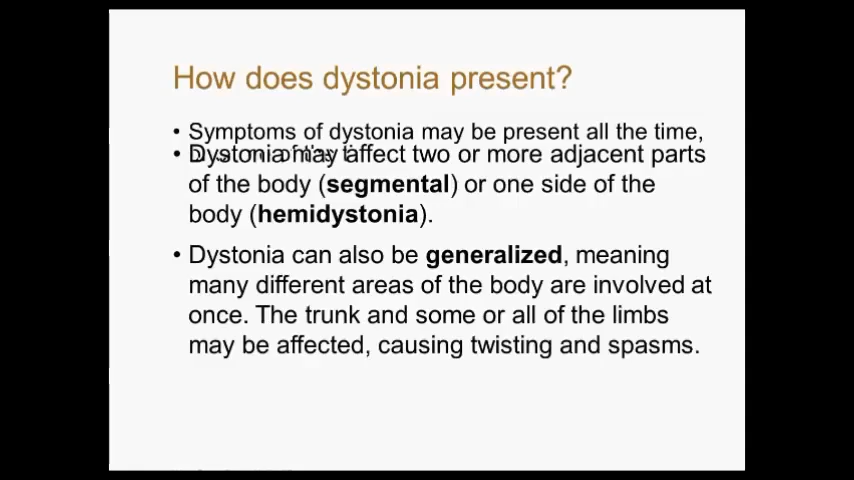 How does dystonia present?
• Symptoms of dystonia may be present all the time,
• Dystonia may affect two or more adjacent parts
of the body (segmental) or one side of the
body (hemidystonia).
• Dystonia can also be generalized, meaning
many different areas of the body are involved at
once. The trunk and some or all of the limbs
may be affected, causing twisting and spasms.